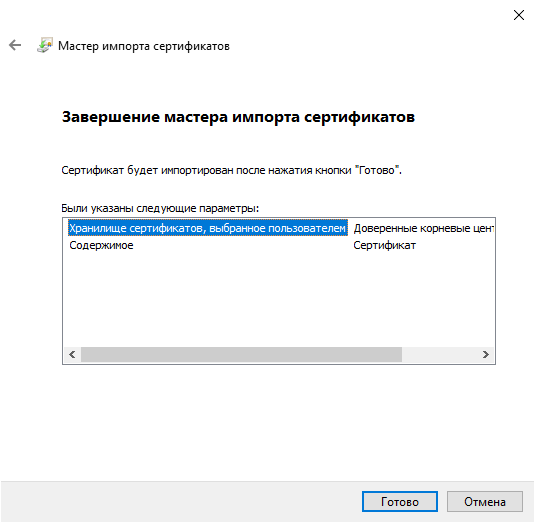 Мастер импорта сертификатов
Завершение мастера импорта сертификатов
Сертификат будет импортирован после нажатия кнопки "Готово".
Были указаны следующие параметры:
Хранилище сертификатов, выбранное пользователем Доверенные корневые цент
Содержимое Сертификат
Готово Отмена